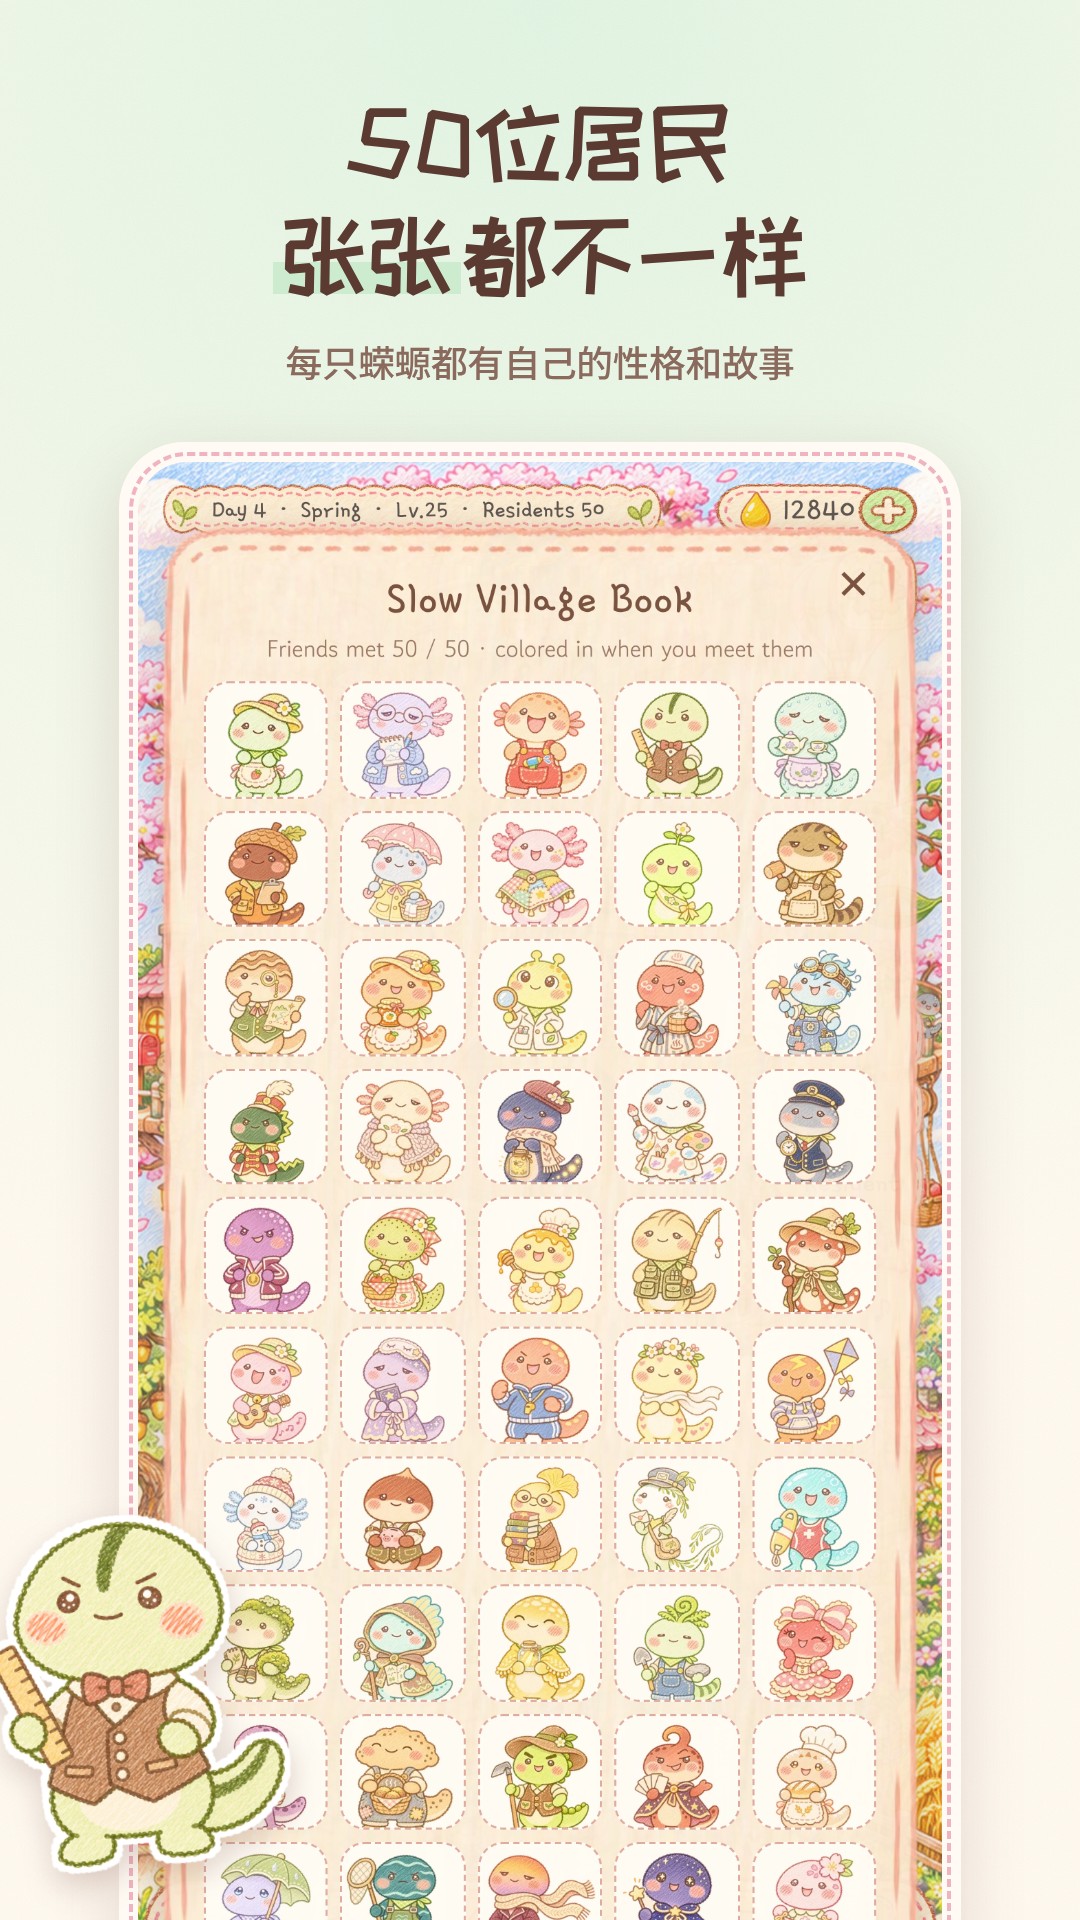 50位居民
张张都不一样
每只蝾螈都有自己的性格和故事
Day 4 · Spring · Lv.25 · Residents 50
12840
Slow Village Book
Friends met 50 / 50 · colored in when you meet them